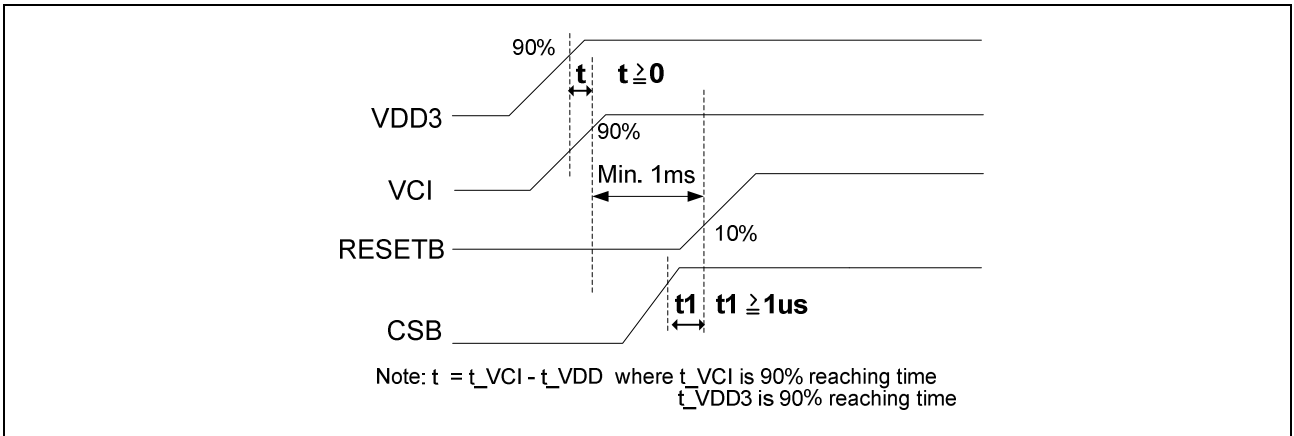 90%
t t ≧ 0
VDD3
90%
Min. 1ms
VCI
10%
RESETB
t1 t1 ≧ 1us
CSB
Note: t = t_VCI - t_VDD where t_VCI is 90% reaching time
t_VDD3 is 90% reaching time